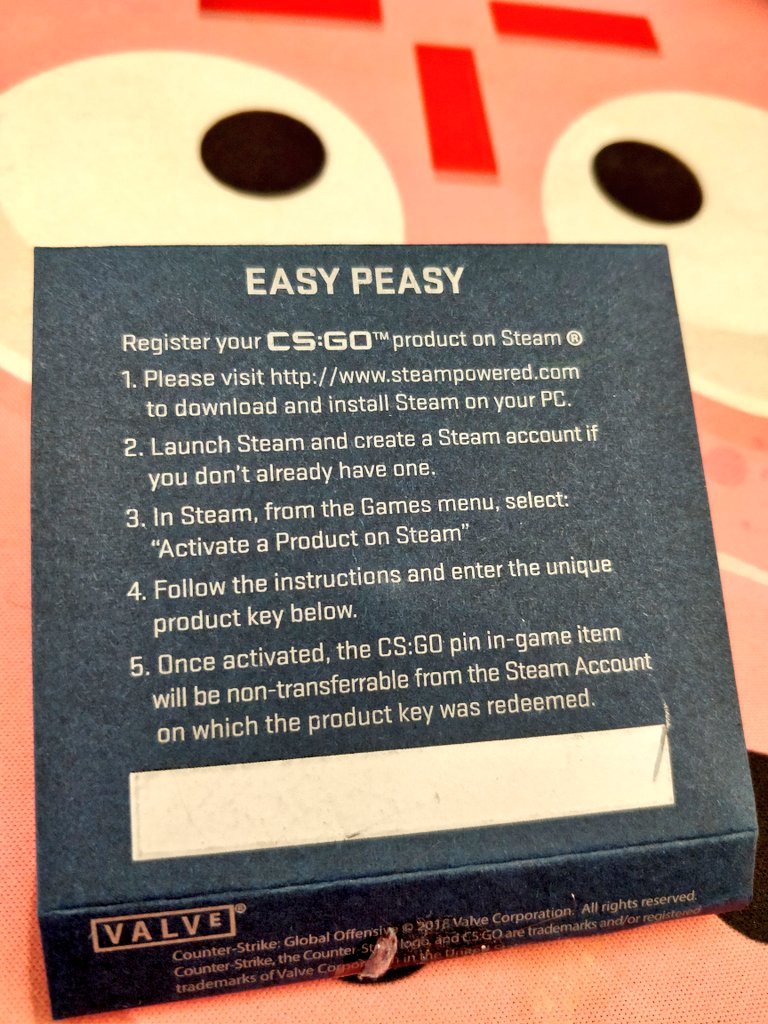 EASY PEASY
Register your CS:GO™ product on Steam ®
1. Please visit http://www.steampowered.com
to download and install Steam on your PC.
2. Launch Steam and create a Steam account if
you don't already have one.
3. In Steam, from the Games menu, select:
"Activate a Product on Steam"
4. Follow the instructions and enter the unique
product key below.
5. Once activated, the CS:GO pin in-game item
will be non-transferrable from the Steam Account
on which the product key was redeemed.
VALVE®
Counter-Strike: Global Offensive © Valve Corporation. All rights reserved.
Counter-Strike, the Counter-Strike logo, and CS:GO are trademarks and/or registered
trademarks of Valve Corporation in the